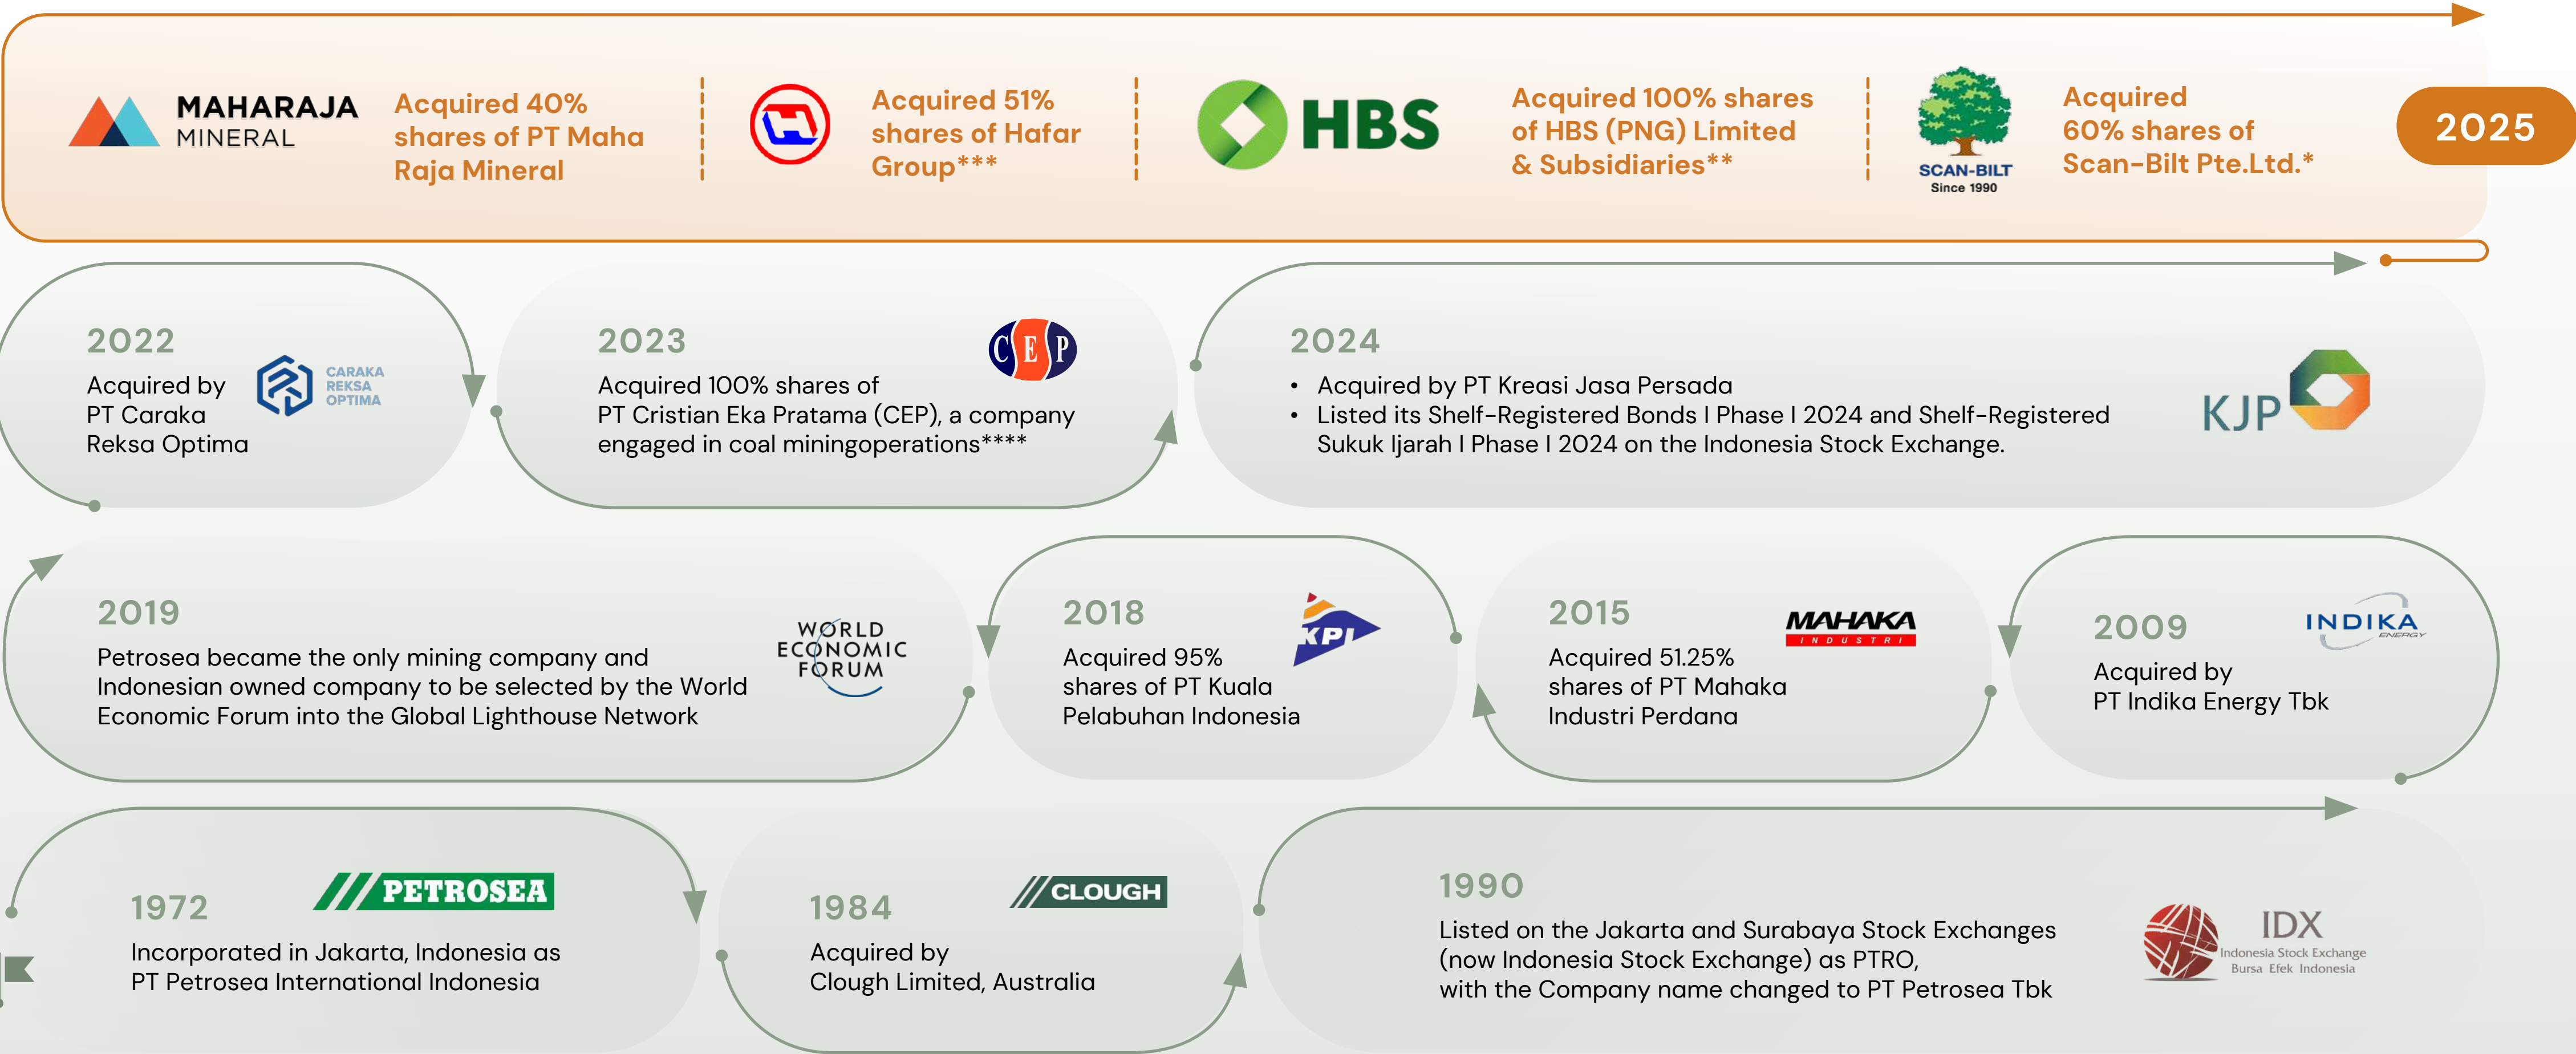 MAHARAJA
MINERAL
Acquired 40%
shares of PT Maha
Raja Mineral
Acquired 51%
shares of Hafar
Group***
HBS
Acquired 100% shares
of HBS (PNG) Limited
& Subsidiaries**
SCAN-BILT
Since 1990
Acquired
60% shares of
Scan-Bilt Pte.Ltd.*
2025
2022
Acquired by
PT Caraka
Reksa Optima
CARAKA
REKSA
OPTIMA
2023
Acquired 100% shares of
PT Cristian Eka Pratama (CEP), a company
engaged in coal miningoperations****
CEP
2024
• Acquired by PT Kreasi Jasa Persada
• Listed its Shelf-Registered Bonds I Phase I 2024 and Shelf-Registered
Sukuk Ijarah I Phase I 2024 on the Indonesia Stock Exchange.
KJP
2019
Petrosea became the only mining company and
Indonesian owned company to be selected by the World
Economic Forum into the Global Lighthouse Network
WORLD
ECONOMIC
FORUM
2018
Acquired 95%
shares of PT Kuala
Pelabuhan Indonesia
KPI
2015
Acquired 51.25%
shares of PT Mahaka
Industri Perdana
MAHAKA
INDUSTRI
2009
Acquired by
PT Indika Energy Tbk
INDIKA
ENERGY
1972
Incorporated in Jakarta, Indonesia as
PT Petrosea International Indonesia
PETROSEA
1984
Acquired by
Clough Limited, Australia
CLOUGH
1990
Listed on the Jakarta and Surabaya Stock Exchanges
(now Indonesia Stock Exchange) as PTRO,
with the Company name changed to PT Petrosea Tbk
IDX
Indonesia Stock Exchange
Bursa Efek Indonesia